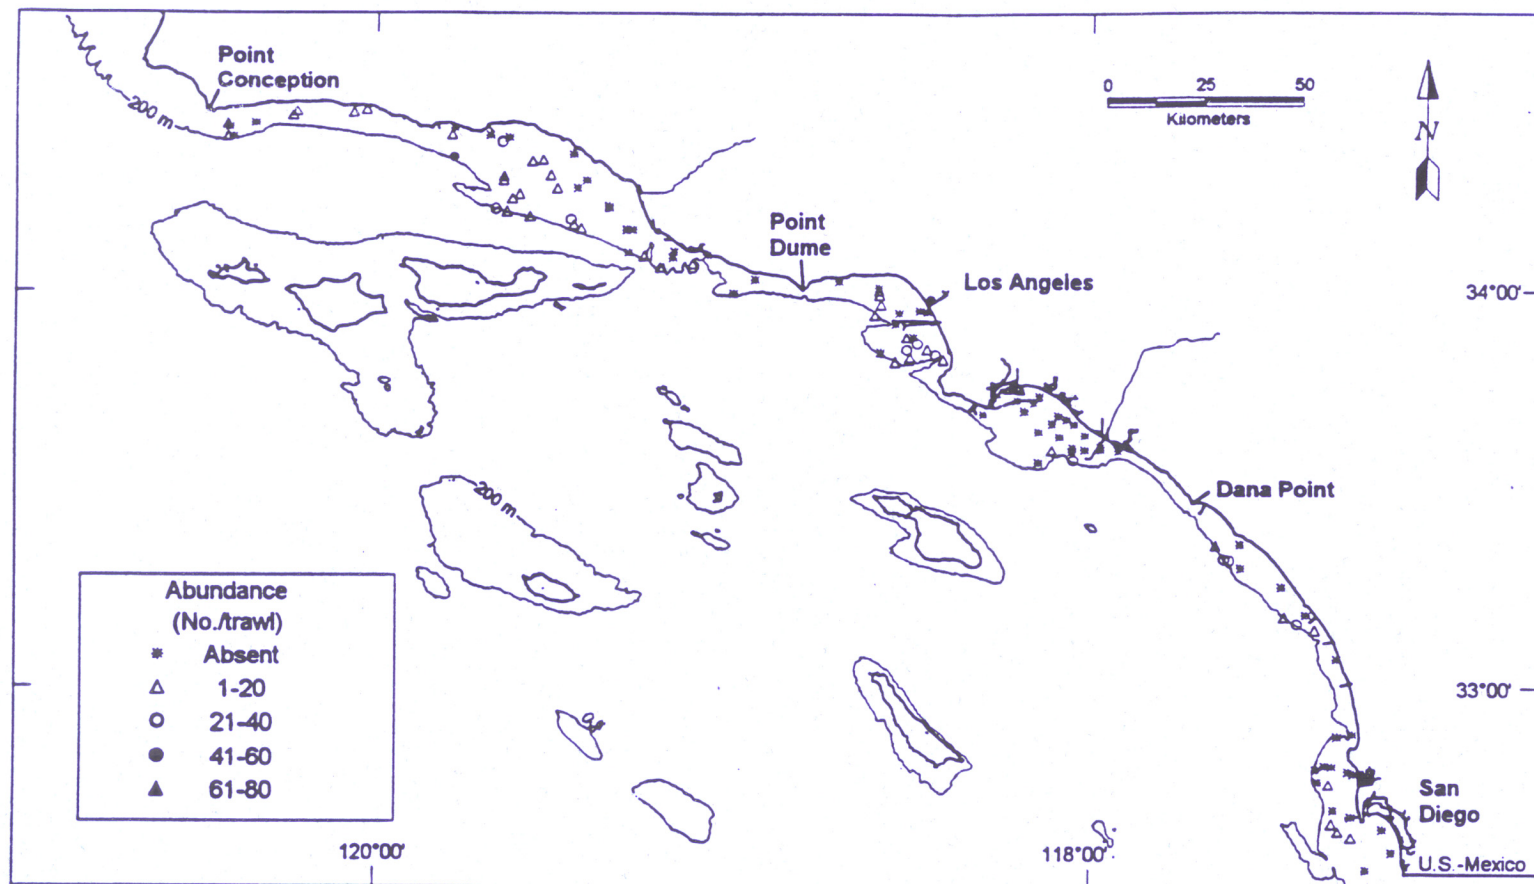 Point
Conception
200 m
0 25 50
Kilometers
N
Point
Dume
Los Angeles
34°00'
Dana Point
200 m
Abundance
(No./trawl)
Absent
1-20
21-40
41-60
61-80
33°00'
San
Diego
120°00'
118°00'
U.S.-Mexico